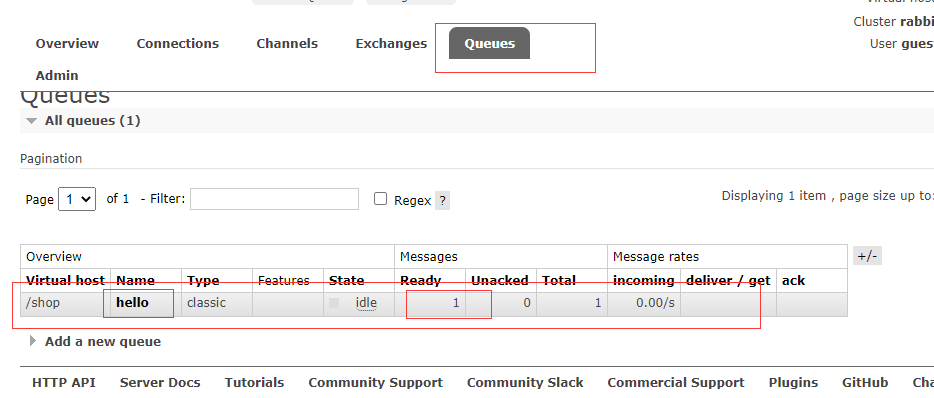 Virtual host
Cluster rabbi
Overview Connections Channels Exchanges Queues
User gues
Admin
Queues
All queues (1)
Pagination
Page 1 of 1 - Filter: Regex ?
Displaying 1 item , page size up to:
Overview Messages Message rates +/-
Virtual host Name Type Features State Ready Unacked Total incoming deliver / get ack
/shop hello classic idle 1 0 1 0.00/s
Add a new queue
HTTP API Server Docs Tutorials Community Support Community Slack Commercial Support Plugins GitHub Cha